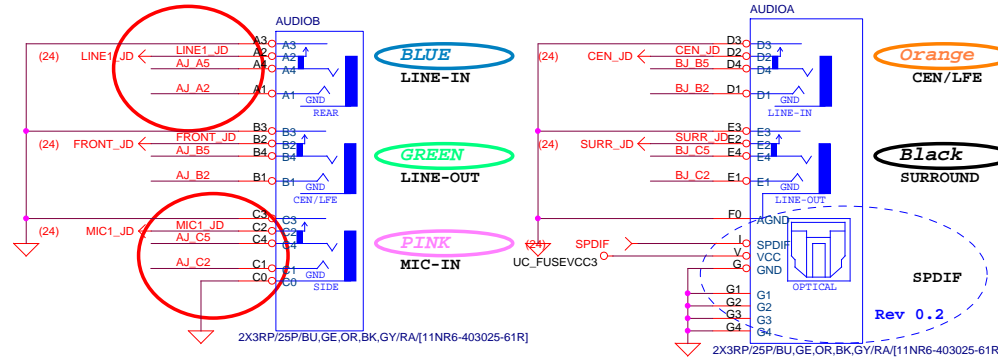 AUDIOB
A3
A3
(24)
LINE1_JD
LINE1_JD
A2
A2
AJ_A5
A4
A4
AJ_A2
A1
A1
GND
REAR
BLUE
LINE-IN
B3
B3
(24)
FRONT_JD
FRONT_JD
B2
B2
AJ_B5
B4
B4
AJ_B2
B1
B1
GND
CEN/LFE
GREEN
LINE-OUT
C3
C3
(24)
MIC1_JD
MIC1_JD
C2
C2
AJ_C5
C4
C4
AJ_C2
C1
C1
GND
C0
C0
SIDE
PINK
MIC-IN
2X3RP/25P/BU,GE,OR,BK,GY/RA/[11NR6-403025-61R]
AUDIOA
D3
D3
(24)
CEN_JD
CEN_JD
D2
D2
BJ_B5
D4
D4
BJ_B2
D1
D1
GND
LINE-IN
Orange
CEN/LFE
E3
E3
(24)
SURR_JD
SURR_JD
E2
E2
BJ_C5
E4
E4
BJ_C2
E1
E1
GND
LINE-OUT
Black
SURROUND
F0
AGND
(24)
SPDIF
I
SPDIF
UC_FUSEVCC3
V
VCC
G
GND
OPTICAL
SPDIF
G1
G1
G2
G2
G3
G3
G4
G4
Rev 0.2
2X3RP/25P/BU,GE,OR,BK,GY/RA/[11NR6-403025-61R